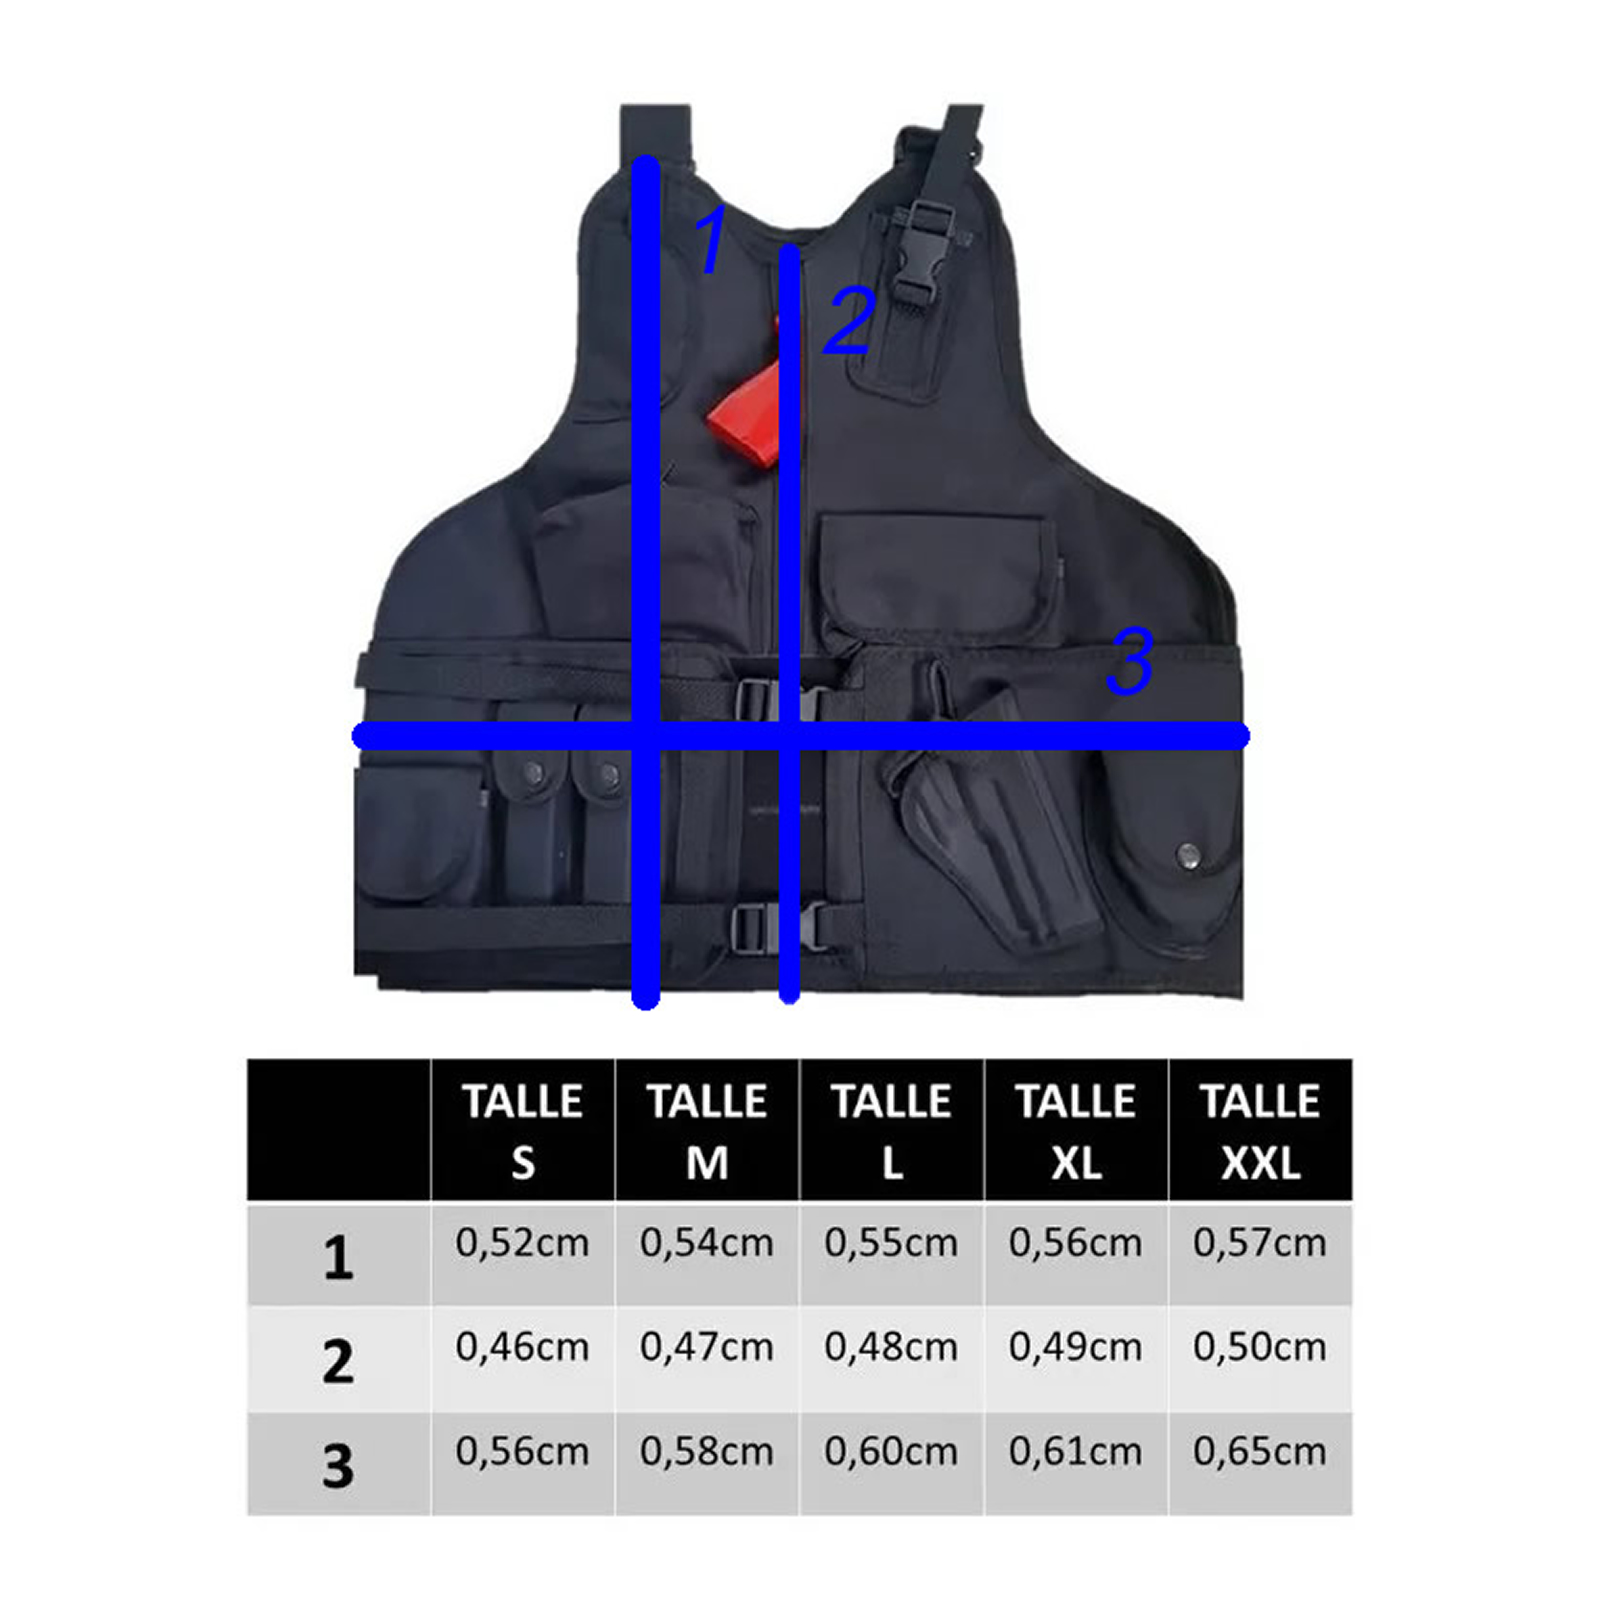 1
2
3
TALLE TALLE TALLE TALLE TALLE
S M L XL XXL
1 0,52cm 0,54cm 0,55cm 0,56cm 0,57cm
2 0,46cm 0,47cm 0,48cm 0,49cm 0,50cm
3 0,56cm 0,58cm 0,60cm 0,61cm 0,65cm